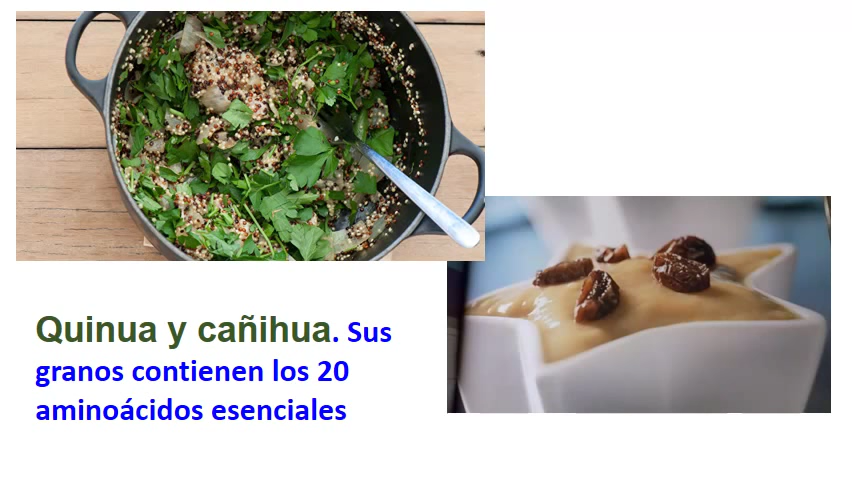 Quinua y cañihua. Sus
granos contienen los 20
aminoácidos esenciales